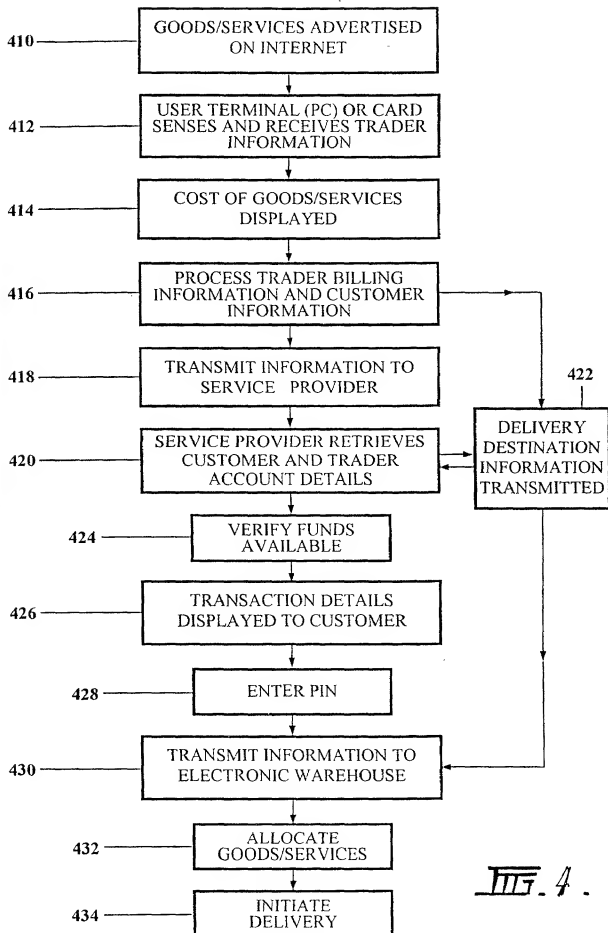 410
GOODS/SERVICES ADVERTISED
ON INTERNET
412
USER TERMINAL (PC) OR CARD
SENSES AND RECEIVES TRADER
INFORMATION
414
COST OF GOODS/SERVICES
DISPLAYED
416
PROCESS TRADER BILLING
INFORMATION AND CUSTOMER
INFORMATION
418
TRANSMIT INFORMATION TO
SERVICE PROVIDER
422
DELIVERY
DESTINATION
INFORMATION
TRANSMITTED
420
SERVICE PROVIDER RETRIEVES
CUSTOMER AND TRADER
ACCOUNT DETAILS
424
VERIFY FUNDS
AVAILABLE
426
TRANSACTION DETAILS
DISPLAYED TO CUSTOMER
428
ENTER PIN
430
TRANSMIT INFORMATION TO
ELECTRONIC WAREHOUSE
432
ALLOCATE
GOODS/SERVICES
434
INITIATE
DELIVERY
FIG. 4.